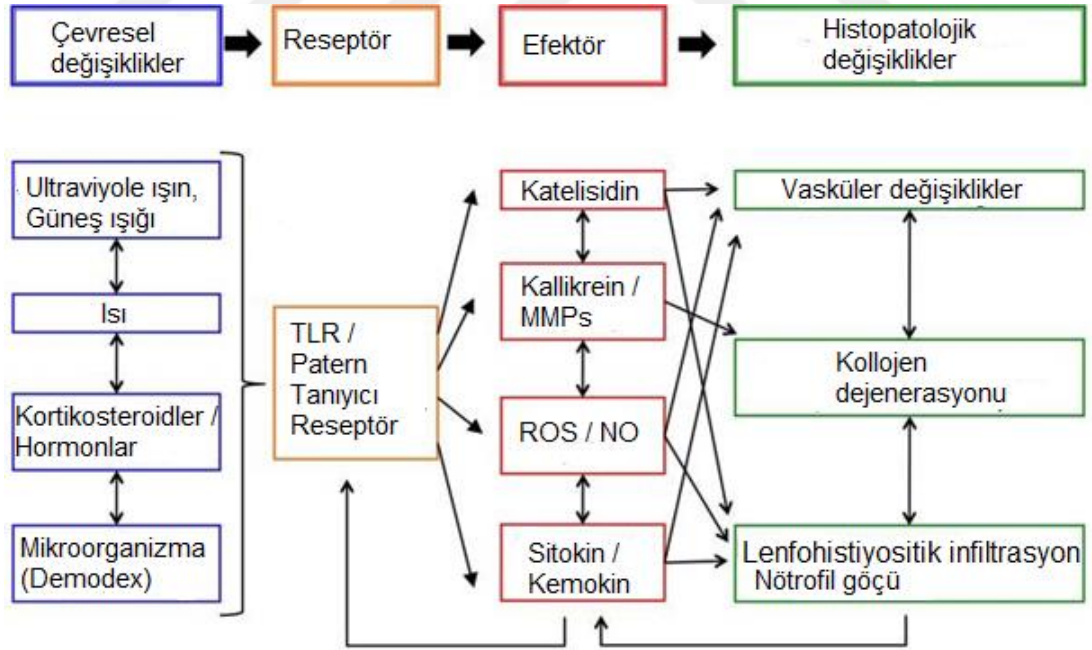 Çevresel
değişiklikler
Reseptör
Efektör
Histopatolojik
değişiklikler
Ultraviyole ışın,
Güneş ışığı
Isı
Kortikosteroidler /
Hormonlar
Mikroorganizma
(Demodex)
TLR /
Patern
Tanıyıcı
Reseptör
Katelisidin
Kallikrein /
MMPs
ROS / NO
Sitokin /
Kemokin
Vasküler değişiklikler
Kollojen
dejenerasyonu
Lenfohistiyositik infiltrasyon
Nötrofil göçü